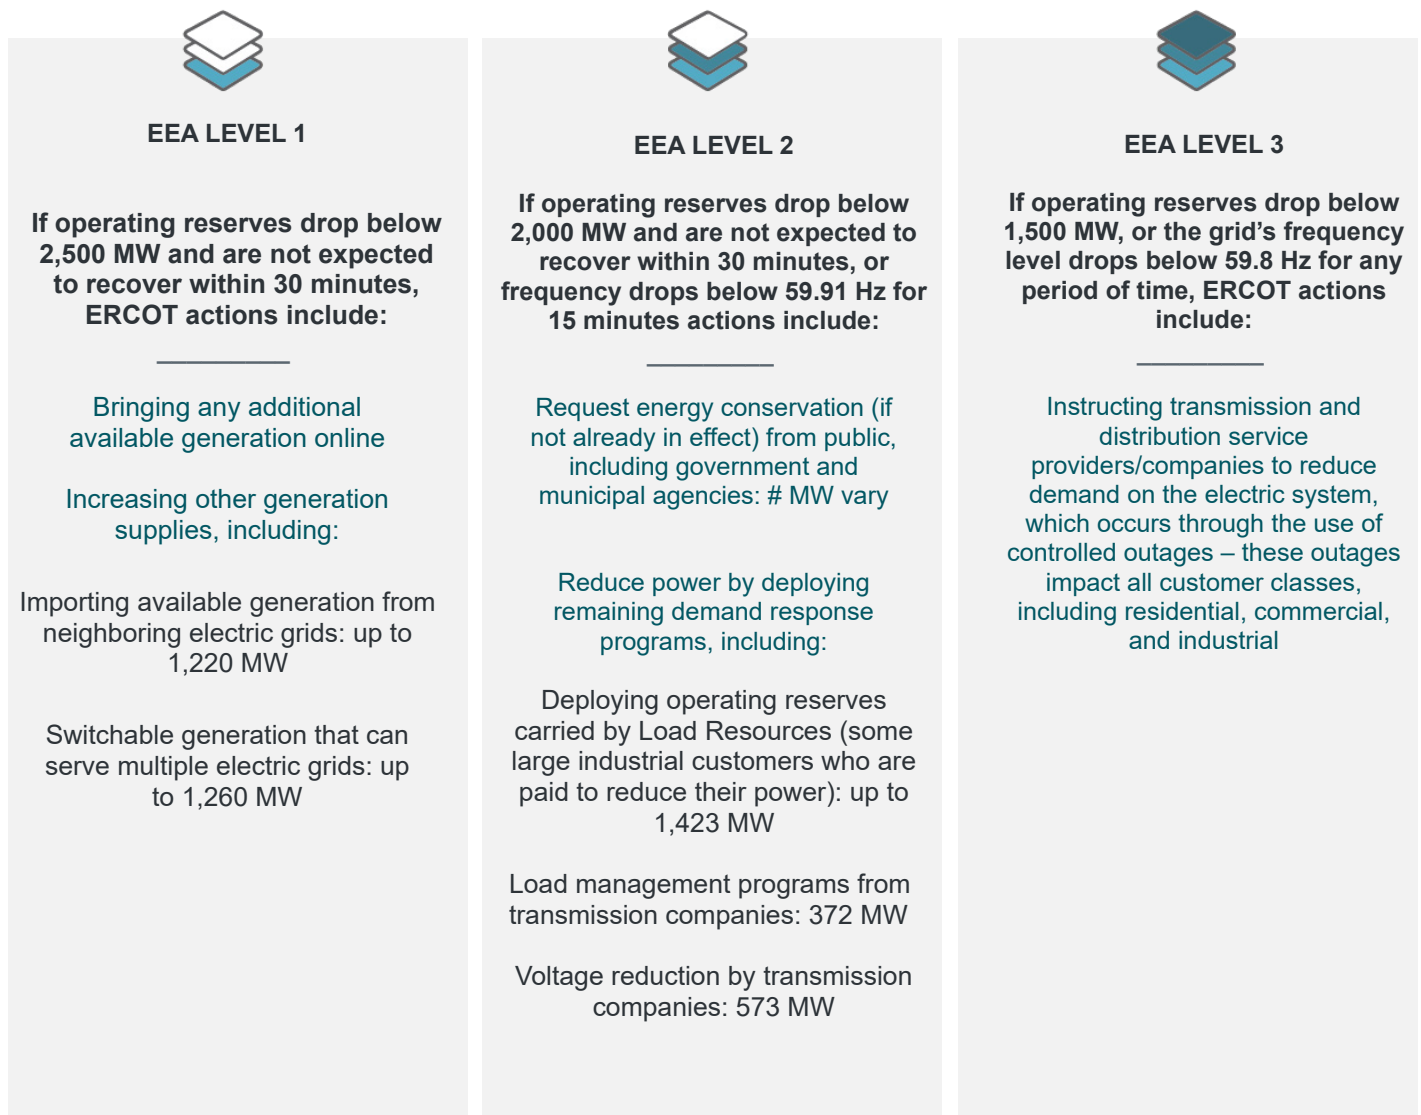 EEA LEVEL 1
If operating reserves drop below
2,500 MW and are not expected
to recover within 30 minutes,
ERCOT actions include:
Bringing any additional
available generation online
Increasing other generation
supplies, including:
Importing available generation from
neighboring electric grids: up to
1,220 MW
Switchable generation that can
serve multiple electric grids: up
to 1,260 MW
EEA LEVEL 2
If operating reserves drop below
2,000 MW and are not expected to
recover within 30 minutes, or
frequency drops below 59.91 Hz for
15 minutes actions include:
Request energy conservation (if
not already in effect) from public,
including government and
municipal agencies: # MW vary
Reduce power by deploying
remaining demand response
programs, including:
Deploying operating reserves
carried by Load Resources (some
large industrial customers who are
paid to reduce their power): up to
1,423 MW
Load management programs from
transmission companies: 372 MW
Voltage reduction by transmission
companies: 573 MW
EEA LEVEL 3
If operating reserves drop below
1,500 MW, or the grid’s frequency
level drops below 59.8 Hz for any
period of time, ERCOT actions
include:
Instructing transmission and
distribution service
providers/companies to reduce
demand on the electric system,
which occurs through the use of
controlled outages – these outages
impact all customer classes,
including residential, commercial,
and industrial